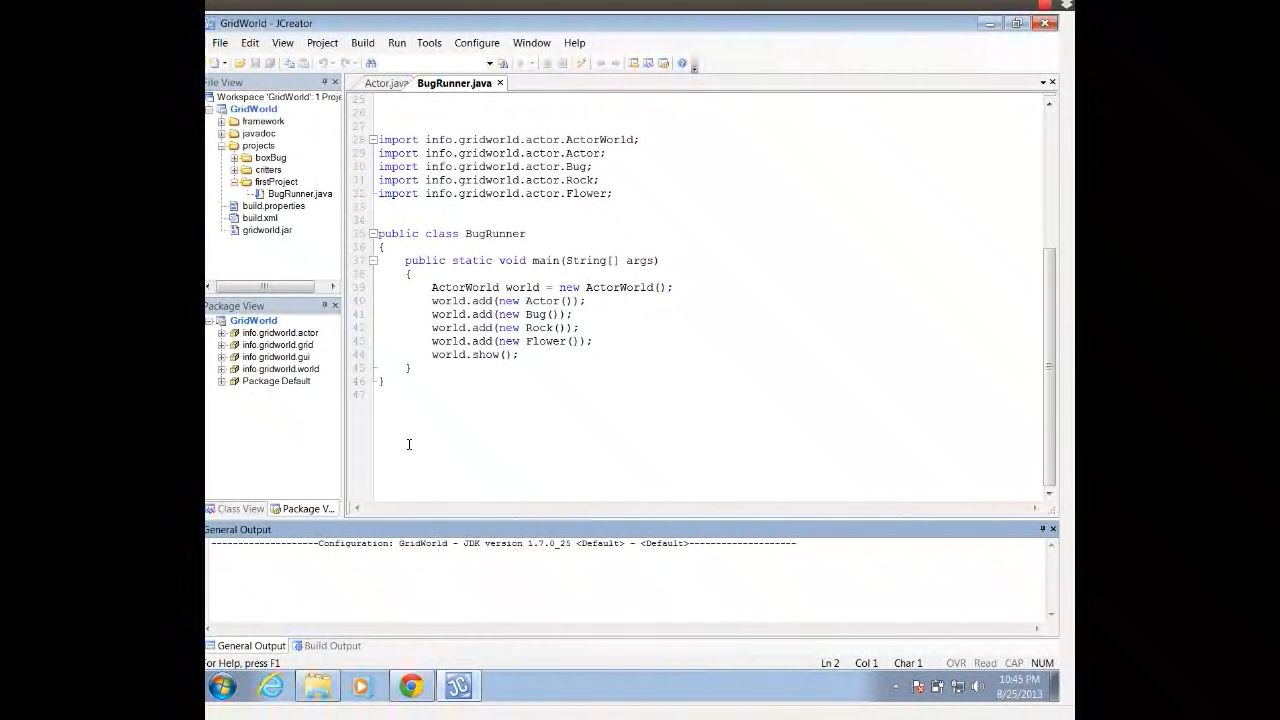 GridWorld - JCreator
File Edit View Project Build Run Tools Configure Window Help
File View
Actor.java
BugRunner.java
Workspace 'GridWorld': 1 Proje
GridWorld
framework
javadoc
projects
boxBug
critters
firstProject
BugRunner.java
build.properties
build.xml
gridworld.jar
Package View
GridWorld
info.gridworld.actor
info.gridworld.grid
info.gridworld.gui
info.gridworld.world
Package Default
Class View Package V...
25
26
27
28 import info.gridworld.actor.ActorWorld;
29 import info.gridworld.actor.Actor;
30 import info.gridworld.actor.Bug;
31 import info.gridworld.actor.Rock;
32 import info.gridworld.actor.Flower;
33
34
35 public class BugRunner
36 {
37 public static void main(String[] args)
38 {
39 ActorWorld world = new ActorWorld();
40 world.add(new Actor());
41 world.add(new Bug());
42 world.add(new Rock());
43 world.add(new Flower());
44 world.show();
45 }
46 }
47
General Output
--------------------Configuration: GridWorld - JDK version 1.7.0_25 <Default> - <Default>--------------------
General Output Build Output
For Help, press F1
Ln 2 Col 1 Char 1 OVR Read CAP NUM
10:45 PM
8/25/2013